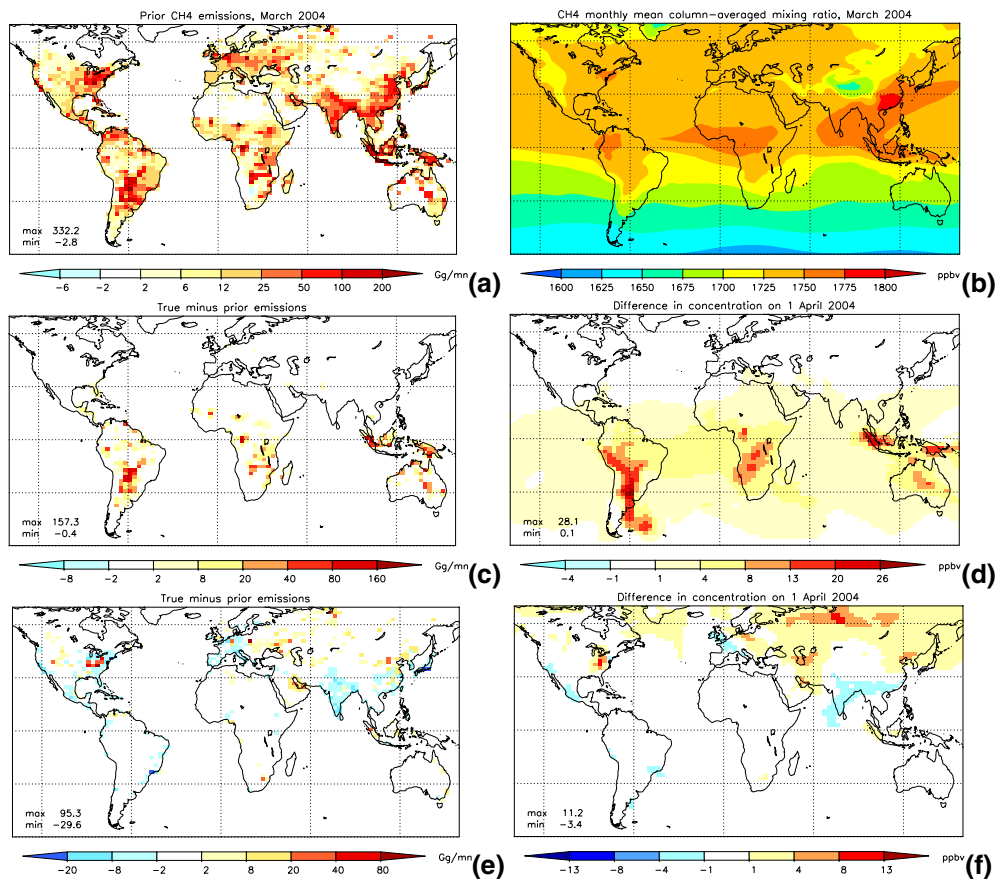 Prior CH4 emissions, March 2004
max 332.2
min -2.8
-6 -2 2 6 12 25 50 100 200
Gg/mn
(a)
CH4 monthly mean column-averaged mixing ratio, March 2004
1600 1625 1650 1675 1700 1725 1750 1775 1800
ppbv
(b)
True minus prior emissions
max 157.3
min -0.4
-8 -2 2 8 20 40 80 160
Gg/mn
(c)
Difference in concentration on 1 April 2004
max 28.1
min 0.1
-4 -1 1 4 8 13 20 26
ppbv
(d)
True minus prior emissions
max 95.3
min -29.6
-20 -8 -2 2 8 20 40 80
Gg/mn
(e)
Difference in concentration on 1 April 2004
max 11.2
min -3.4
-13 -8 -4 -1 1 4 8 13
ppbv
(f)